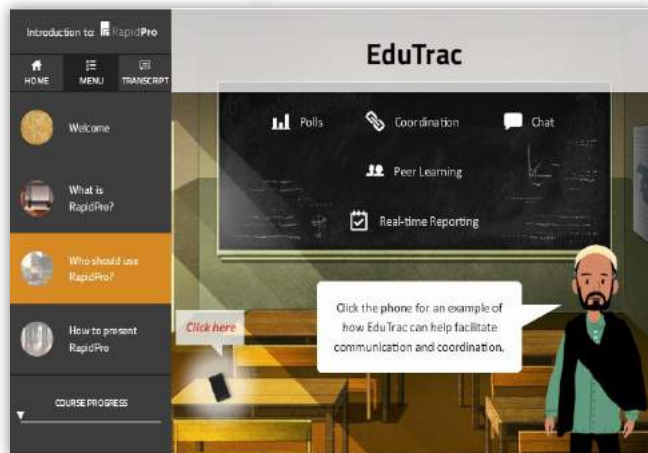 Introduction to: RapidPro
HOME
MENU
TRANSCRIPT
Welcome
What is
RapidPro?
Who should use
RapidPro?
How to present
RapidPro
COURSE PROGRESS
EduTrac
Polls
Coordination
Chat
Peer Learning
Real-time Reporting
Click the phone for an example of
how EduTrac can help facilitate
communication and coordination.
Click here